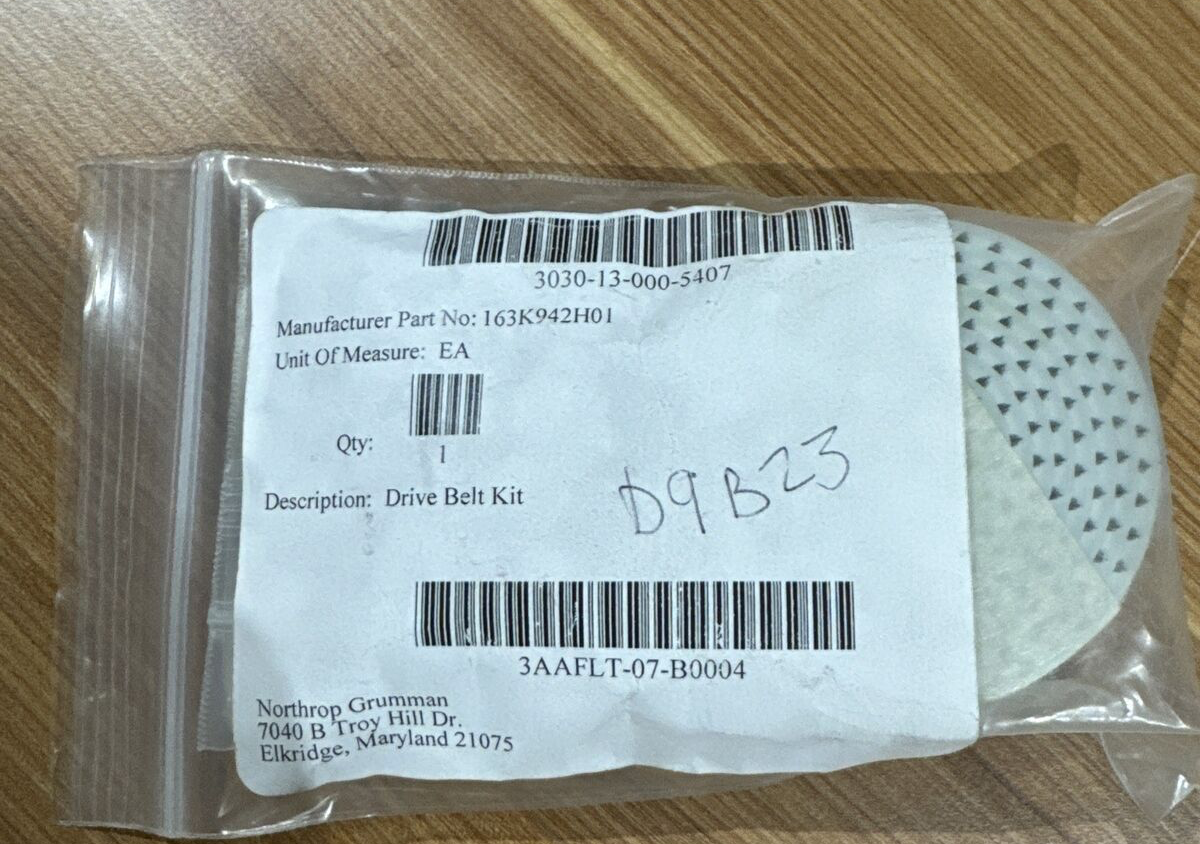 3030-13-000-5407
Manufacturer Part No: 163K942H01
Unit Of Measure: EA
Qty:
1
Description: Drive Belt Kit
D9B23
3AAFLT-07-B0004
Northrop Grumman
7040 B Troy Hill Dr.
Elkridge, Maryland 21075